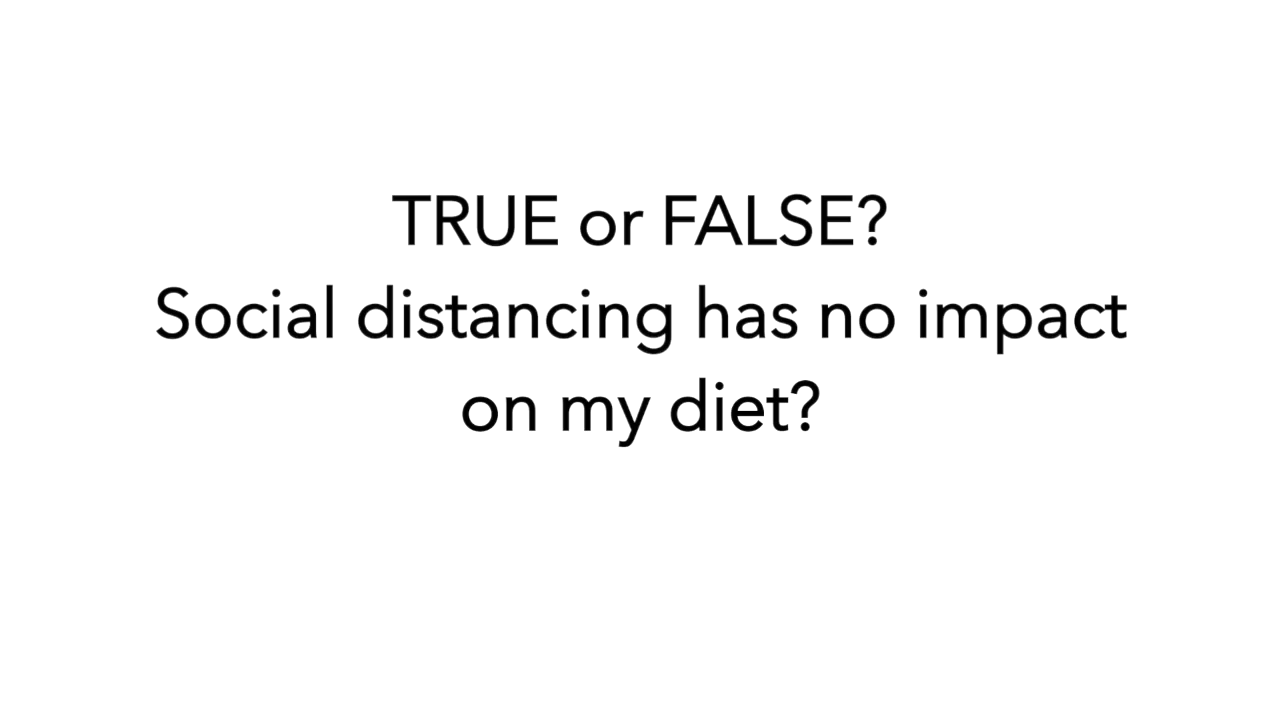 TRUE or FALSE?
Social distancing has no impact
on my diet?